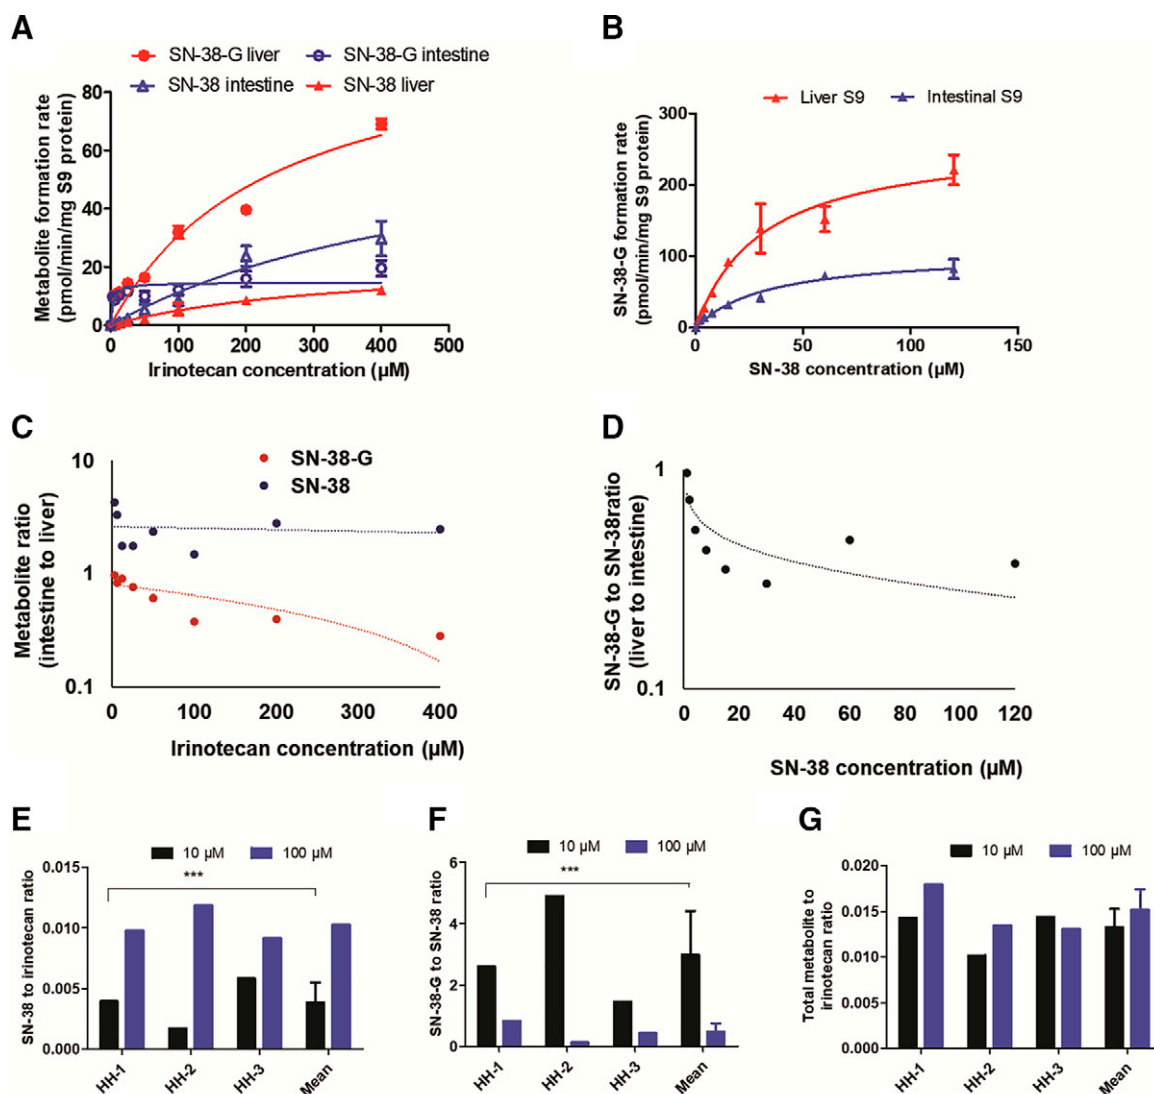 A
SN-38-G liver
SN-38-G intestine
SN-38 intestine
SN-38 liver
Metabolite formation rate
(pmol/min/mg S9 protein)
80
60
40
20
0
0 100 200 300 400 500
Irinotecan concentration (µM)
B
Liver S9
Intestinal S9
SN-38-G formation rate
(pmol/min/mg S9 protein)
300
200
100
0
0 50 100 150
SN-38 concentration (µM)
C
SN-38-G
SN-38
Metabolite ratio
(intestine to liver)
10
1
0.1
0 100 200 300 400
Irinotecan concentration (µM)
D
SN-38-G to SN-38ratio
(liver to intestine)
1
0.1
0 20 40 60 80 100 120
SN-38 concentration (µM)
E
10 µM 100 µM
***
SN-38 to irinotecan ratio
0.015
0.010
0.005
0.000
HH-1 HH-2 HH-3 Mean
F
10 µM 100 µM
***
SN-38-G to SN-38 ratio
6
4
2
0
HH-1 HH-2 HH-3 Mean
G
10 µM 100 µM
Total metabolite to
irinotecan ratio
0.020
0.015
0.010
0.005
0.000
HH-1 HH-2 HH-3 Mean